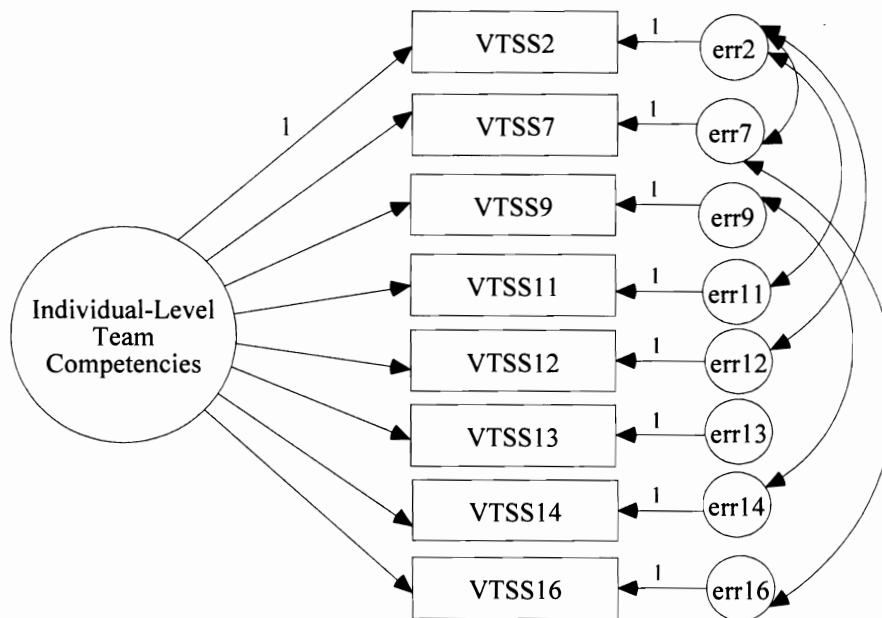 VTSS2
1
err2
1
VTSS7
1
err7
VTSS9
1
err9
VTSS11
1
err11
Individual-Level
Team
Competencies
VTSS12
1
err12
VTSS13
1
err13
VTSS14
1
err14
VTSS16
1
err16